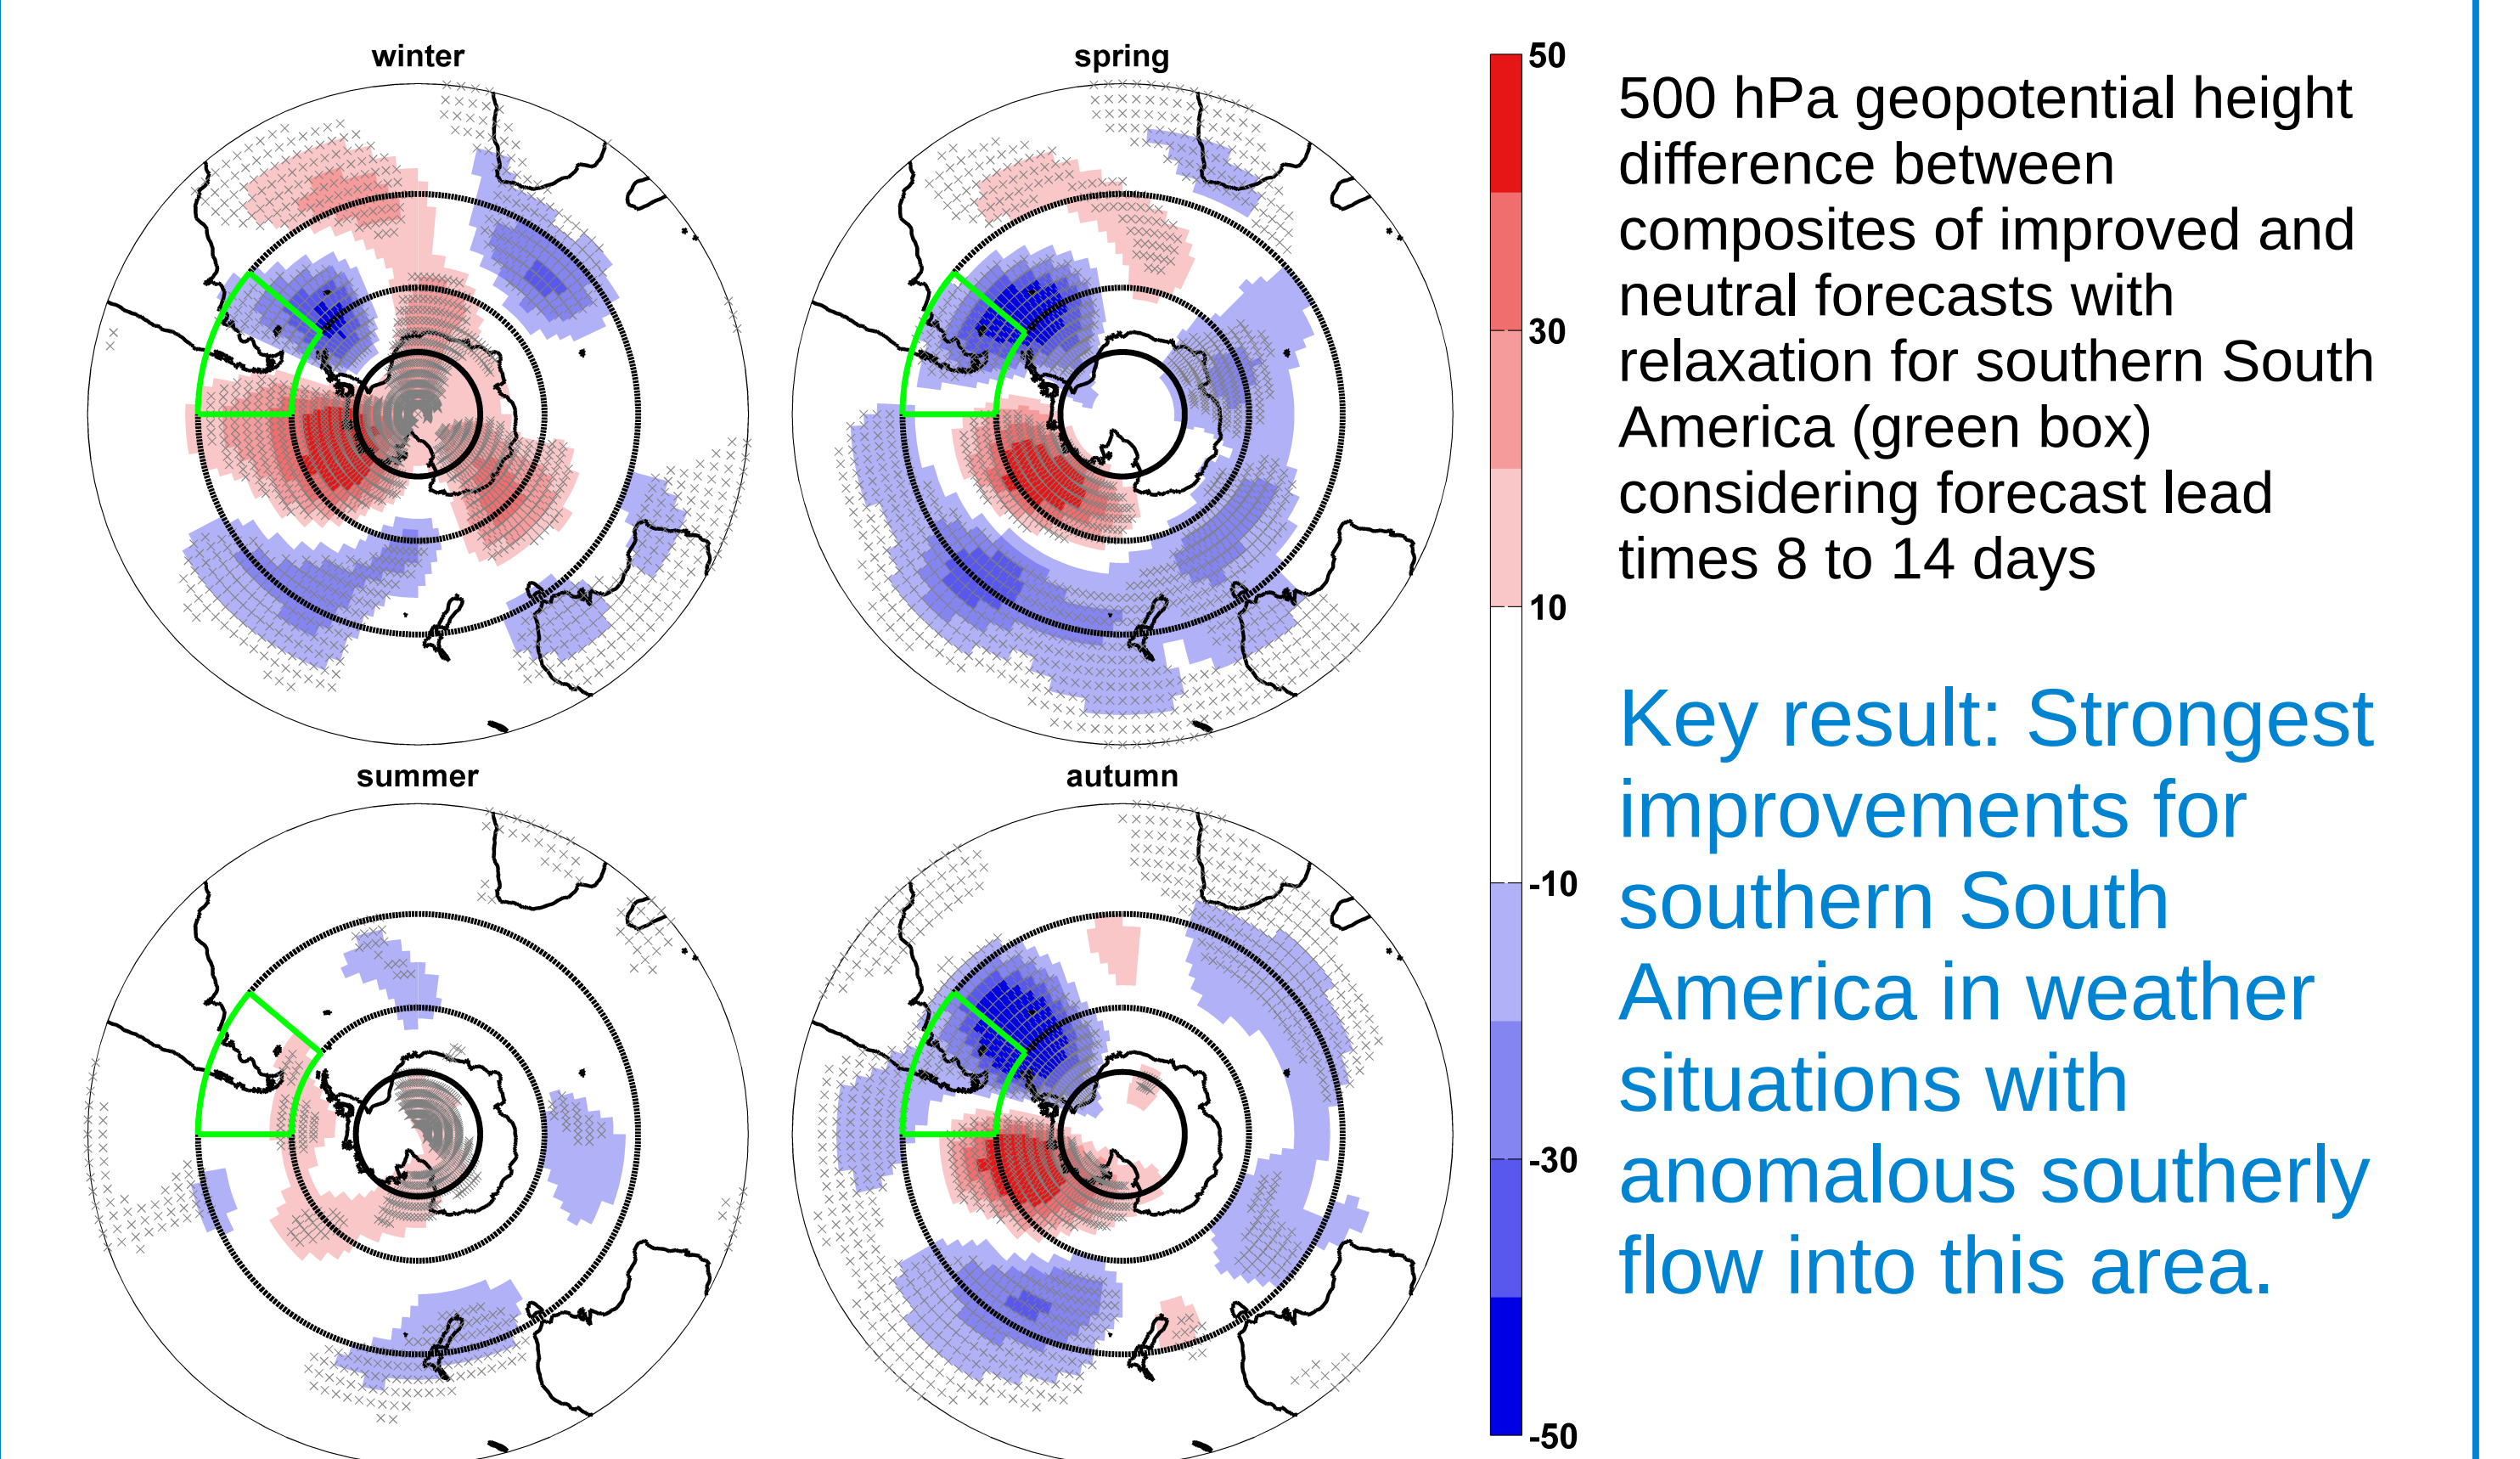 winter
spring
50
30
10
-10
-30
-50
summer
autumn
500 hPa geopotential height
difference between
composites of improved and
neutral forecasts with
relaxation for southern South
America (green box)
considering forecast lead
times 8 to 14 days
Key result: Strongest
improvements for
southern South
America in weather
situations with
anomalous southerly
flow into this area.